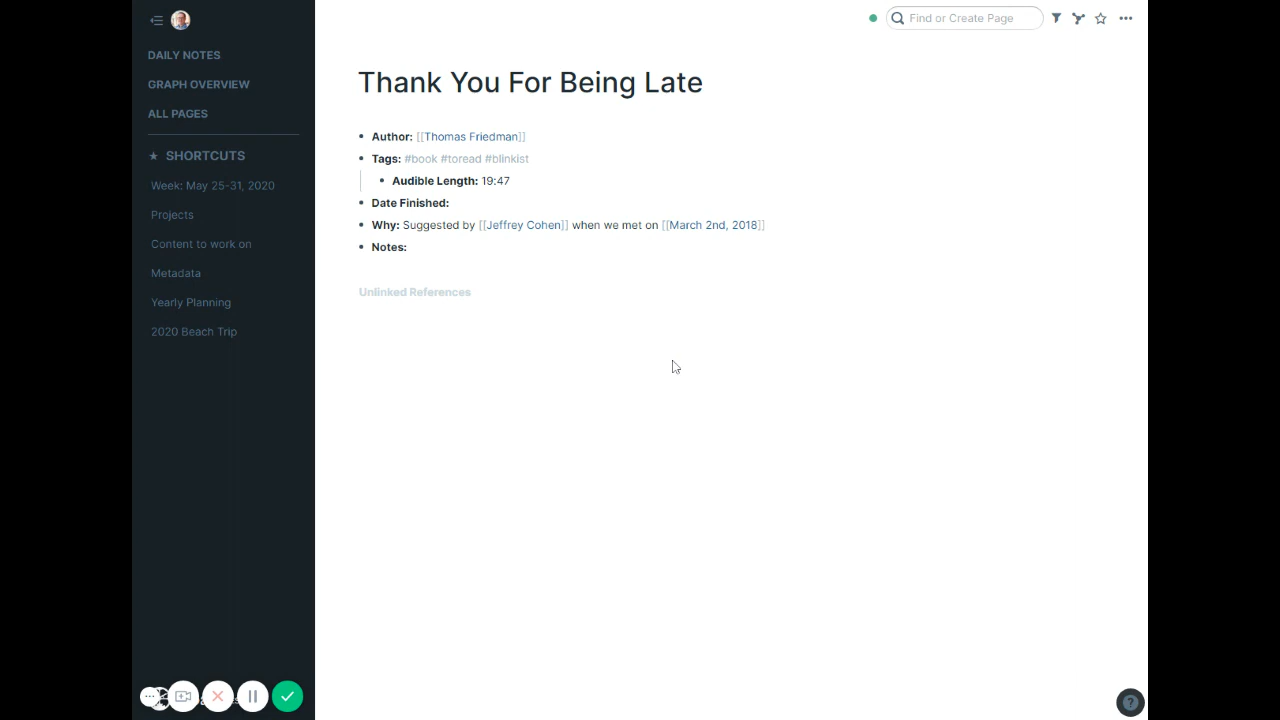 DAILY NOTES
GRAPH OVERVIEW
ALL PAGES
SHORTCUTS
Week: May 25-31, 2020
Projects
Content to work on
Metadata
Yearly Planning
2020 Beach Trip
Find or Create Page
Thank You For Being Late
Author: [[Thomas Friedman]]
Tags: #book #toread #blinkist
Audible Length: 19:47
Date Finished:
Why: Suggested by [[Jeffrey Cohen]] when we met on [[March 2nd, 2018]]
Notes:
Unlinked References